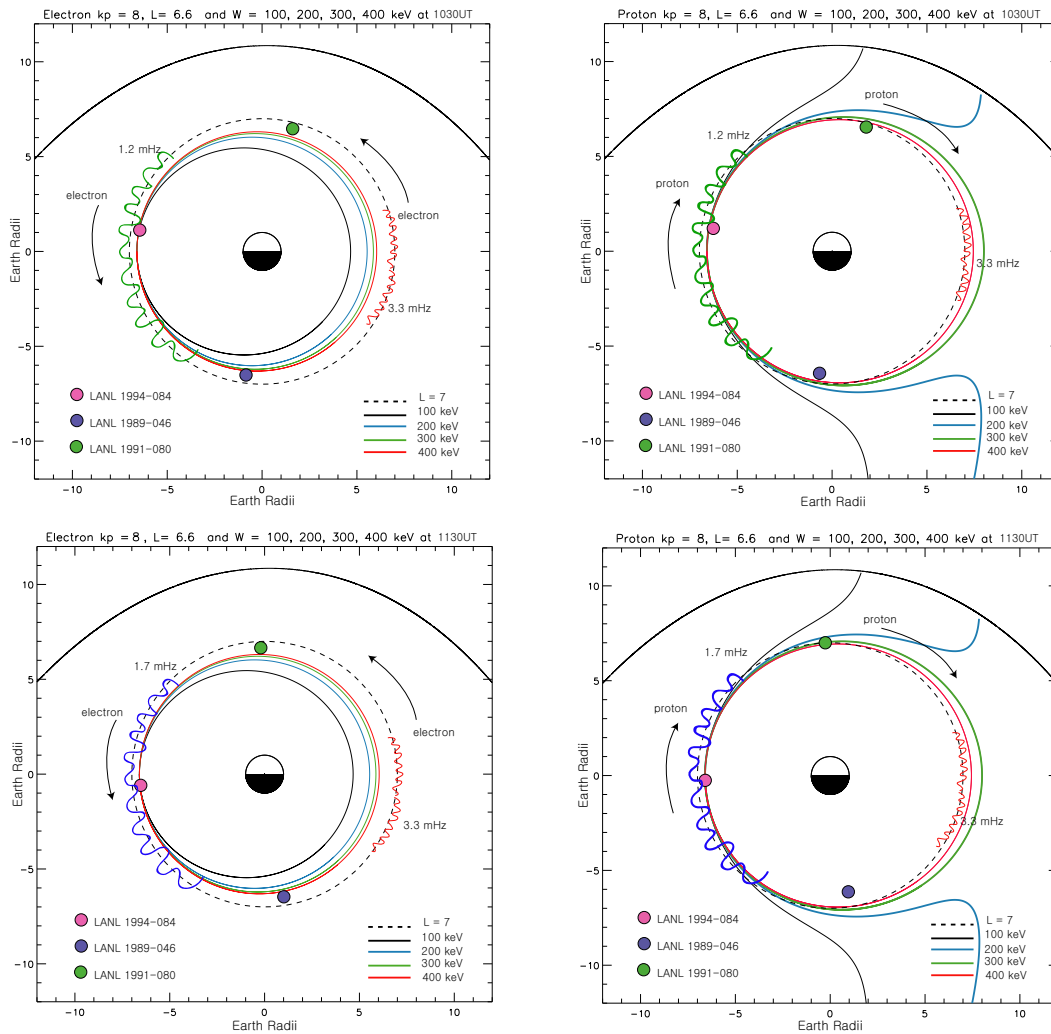 Electron kp = 8, L= 6.6 and W = 100, 200, 300, 400 keV at 1030UT
10
5
0
−5
−10
Earth Radii
1.2 mHz
electron
electron
3.3 mHz
LANL 1994−084
LANL 1989−046
LANL 1991−080
L = 7
100 keV
200 keV
300 keV
400 keV
−10
−5
0
5
10
Earth Radii
Proton kp = 8, L= 6.6 and W = 100, 200, 300, 400 keV at 1030UT
10
5
0
−5
−10
Earth Radii
proton
1.2 mHz
proton
3.3 mHz
LANL 1994−084
LANL 1989−046
LANL 1991−080
L = 7
100 keV
200 keV
300 keV
400 keV
−10
−5
0
5
10
Earth Radii
Electron kp = 8, L= 6.6 and W = 100, 200, 300, 400 keV at 1130UT
10
5
0
−5
−10
Earth Radii
1.7 mHz
electron
electron
3.3 mHz
LANL 1994−084
LANL 1989−046
LANL 1991−080
L = 7
100 keV
200 keV
300 keV
400 keV
−10
−5
0
5
10
Earth Radii
Proton kp = 8, L= 6.6 and W = 100, 200, 300, 400 keV at 1130UT
10
5
0
−5
−10
Earth Radii
proton
1.7 mHz
proton
3.3 mHz
LANL 1994−084
LANL 1989−046
LANL 1991−080
L = 7
100 keV
200 keV
300 keV
400 keV
−10
−5
0
5
10
Earth Radii